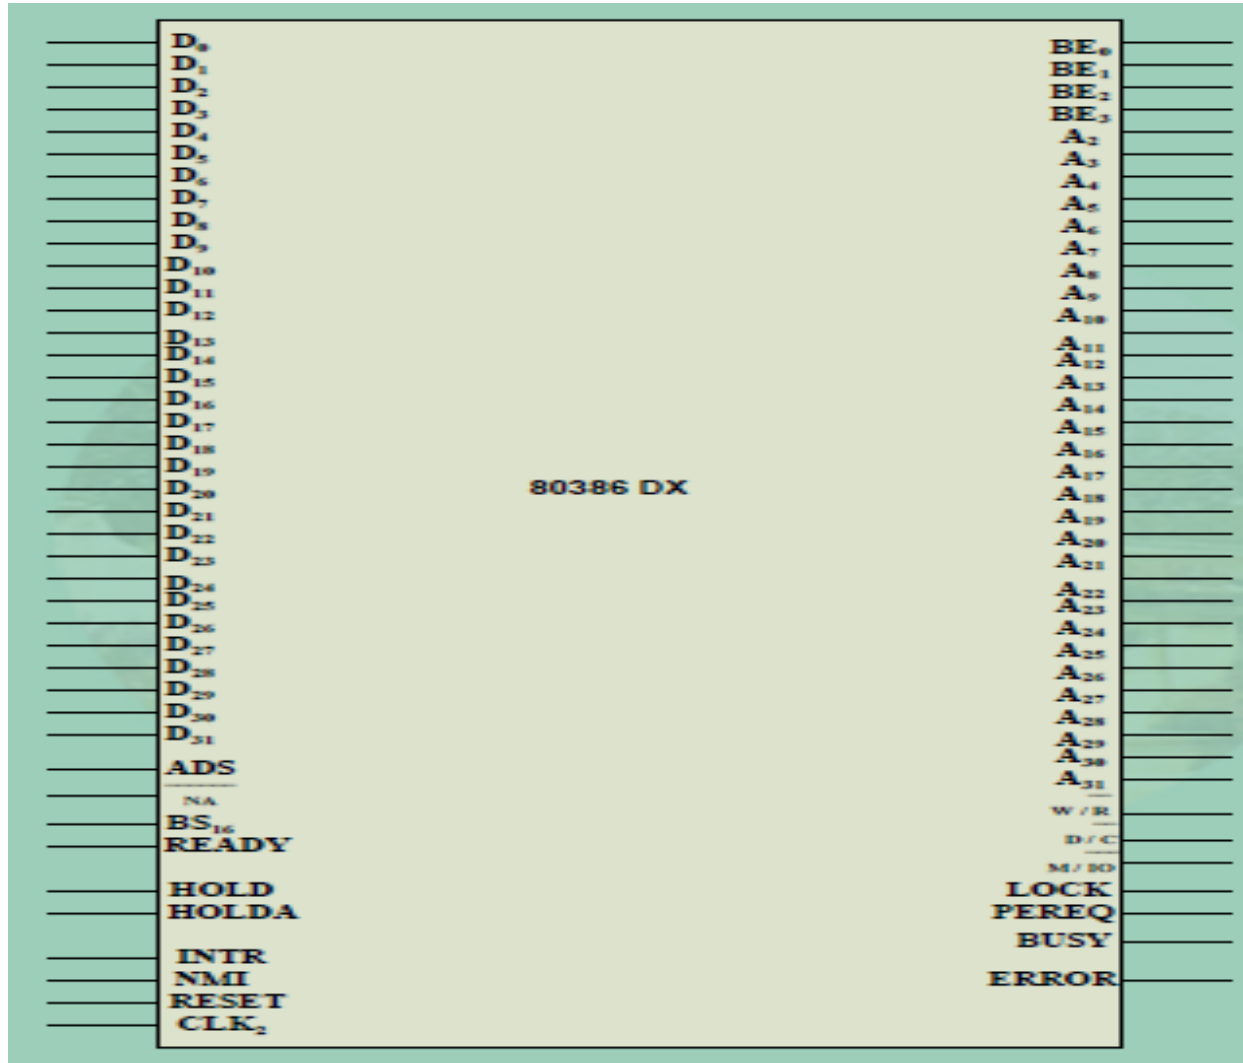 D₀
D₁
D₂
D₃
D₄
D₅
D₆
D₇
D₈
D₉
D₁₀
D₁₁
D₁₂
D₁₃
D₁₄
D₁₅
D₁₆
D₁₇
D₁₈
D₁₉
D₂₀
D₂₁
D₂₂
D₂₃
D₂₄
D₂₅
D₂₆
D₂₇
D₂₈
D₂₉
D₃₀
D₃₁
ADS
NA
BS₁₆
READY
HOLD
HOLDA
INTR
NMI
RESET
CLK₂
80386 DX
BE₀
BE₁
BE₂
BE₃
A₂
A₃
A₄
A₅
A₆
A₇
A₈
A₉
A₁₀
A₁₁
A₁₂
A₁₃
A₁₄
A₁₅
A₁₆
A₁₇
A₁₈
A₁₉
A₂₀
A₂₁
A₂₂
A₂₃
A₂₄
A₂₅
A₂₆
A₂₇
A₂₈
A₂₉
A₃₀
A₃₁
W / R
D / C
M / IO
LOCK
PEREQ
BUSY
ERROR